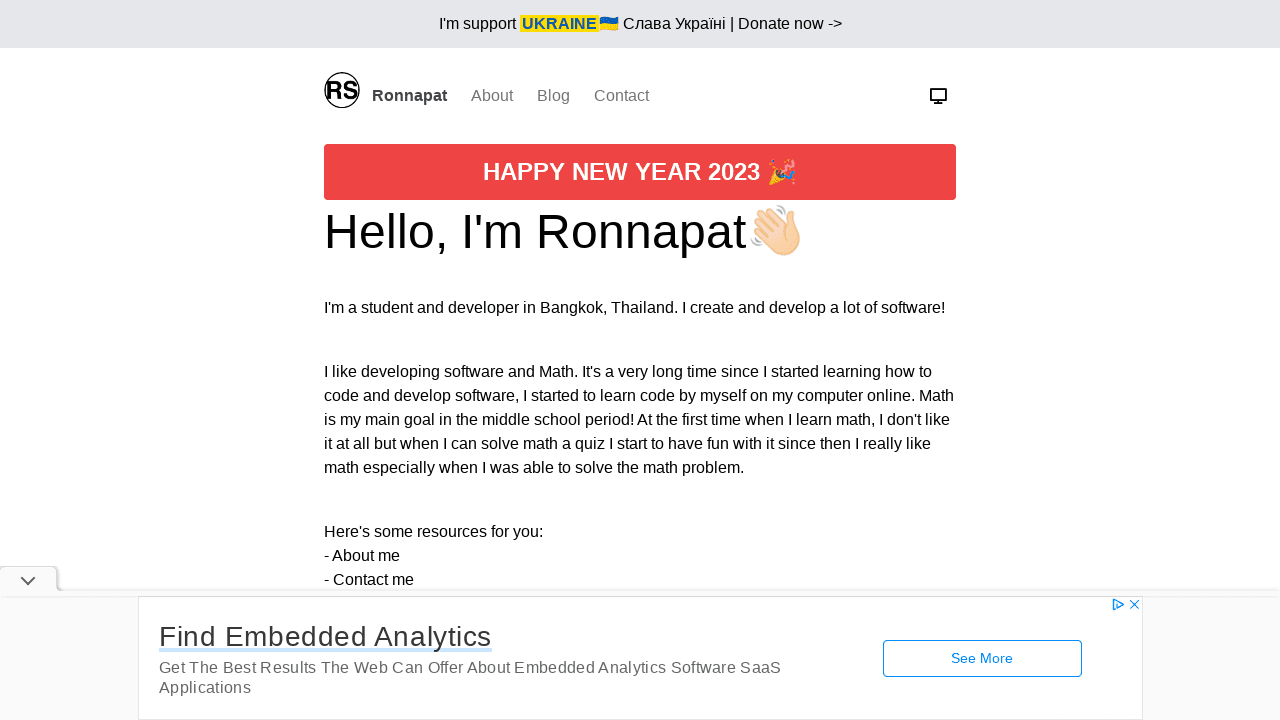 I'm support UKRAINE🇺🇦 Слава Україні | Donate now ->
RS
Ronnapat About Blog Contact
HAPPY NEW YEAR 2023 🎉
Hello, I'm Ronnapat👋🏻
I'm a student and developer in Bangkok, Thailand. I create and develop a lot of software!
I like developing software and Math. It's a very long time since I started learning how to
code and develop software, I started to learn code by myself on my computer online. Math
is my main goal in the middle school period! At the first time when I learn math, I don't like
it at all but when I can solve math a quiz I start to have fun with it since then I really like
math especially when I was able to solve the math problem.
Here's some resources for you:
- About me
- Contact me
Find Embedded Analytics
Get The Best Results The Web Can Offer About Embedded Analytics Software SaaS
Applications
See More